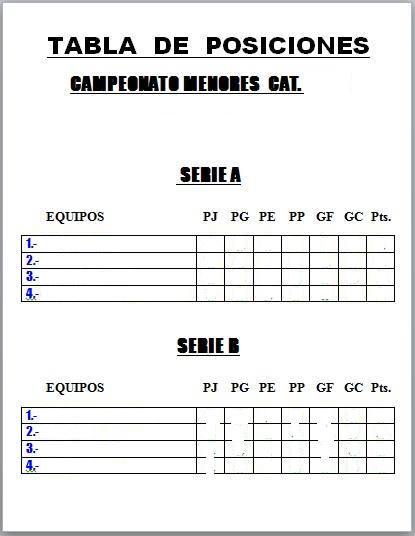 TABLA DE POSICIONES
CAMPEONATO MENORES CAT.
SERIE A
EQUIPOS PJ PG PE PP GF GC Pts.
1.-
2.-
3.-
4.-
SERIE B
EQUIPOS PJ PG PE PP GF GC Pts.
1.-
2.-
3.-
4.-